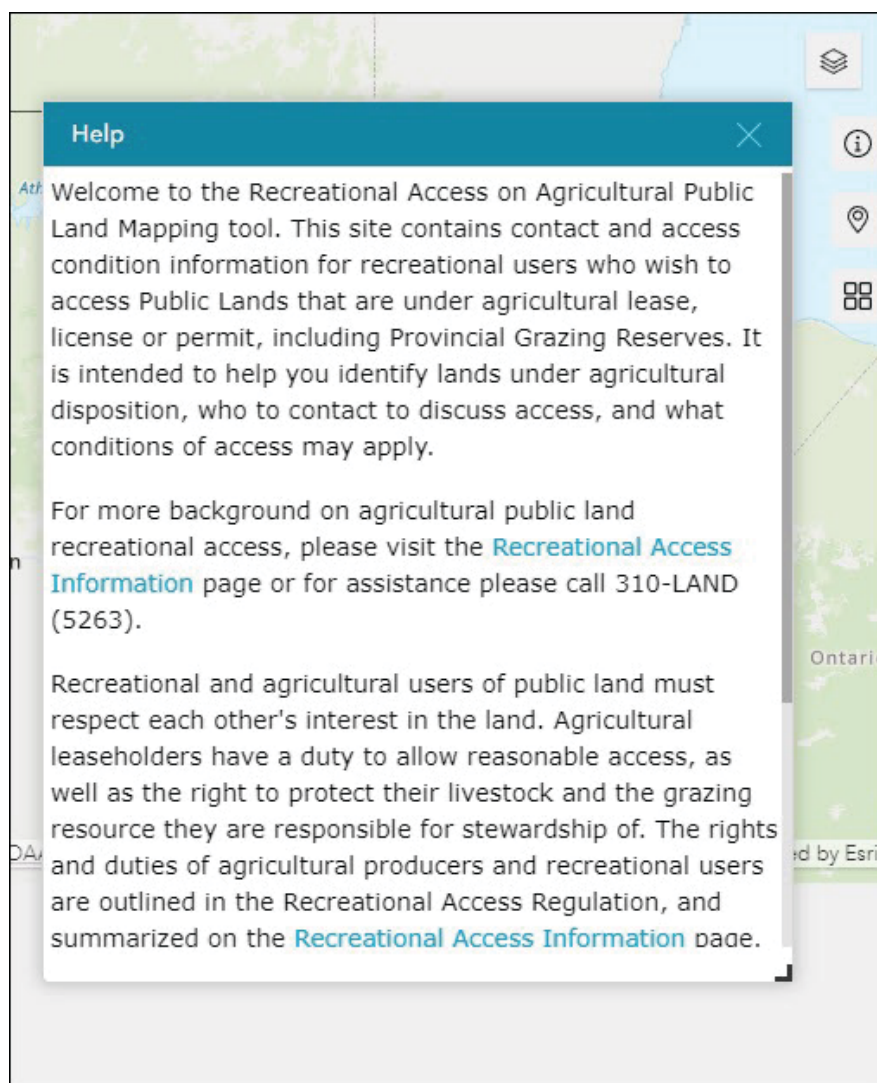 Help
Ath
Welcome to the Recreational Access on Agricultural Public
Land Mapping tool. This site contains contact and access
condition information for recreational users who wish to
access Public Lands that are under agricultural lease,
license or permit, including Provincial Grazing Reserves. It
is intended to help you identify lands under agricultural
disposition, who to contact to discuss access, and what
conditions of access may apply.
For more background on agricultural public land
recreational access, please visit the Recreational Access
Information page or for assistance please call 310-LAND
(5263).
n
Ontari
Recreational and agricultural users of public land must
respect each other's interest in the land. Agricultural
leaseholders have a duty to allow reasonable access, as
well as the right to protect their livestock and the grazing
resource they are responsible for stewardship of. The rights
and duties of agricultural producers and recreational users
are outlined in the Recreational Access Regulation, and
summarized on the Recreational Access Information page.
ed by Esri